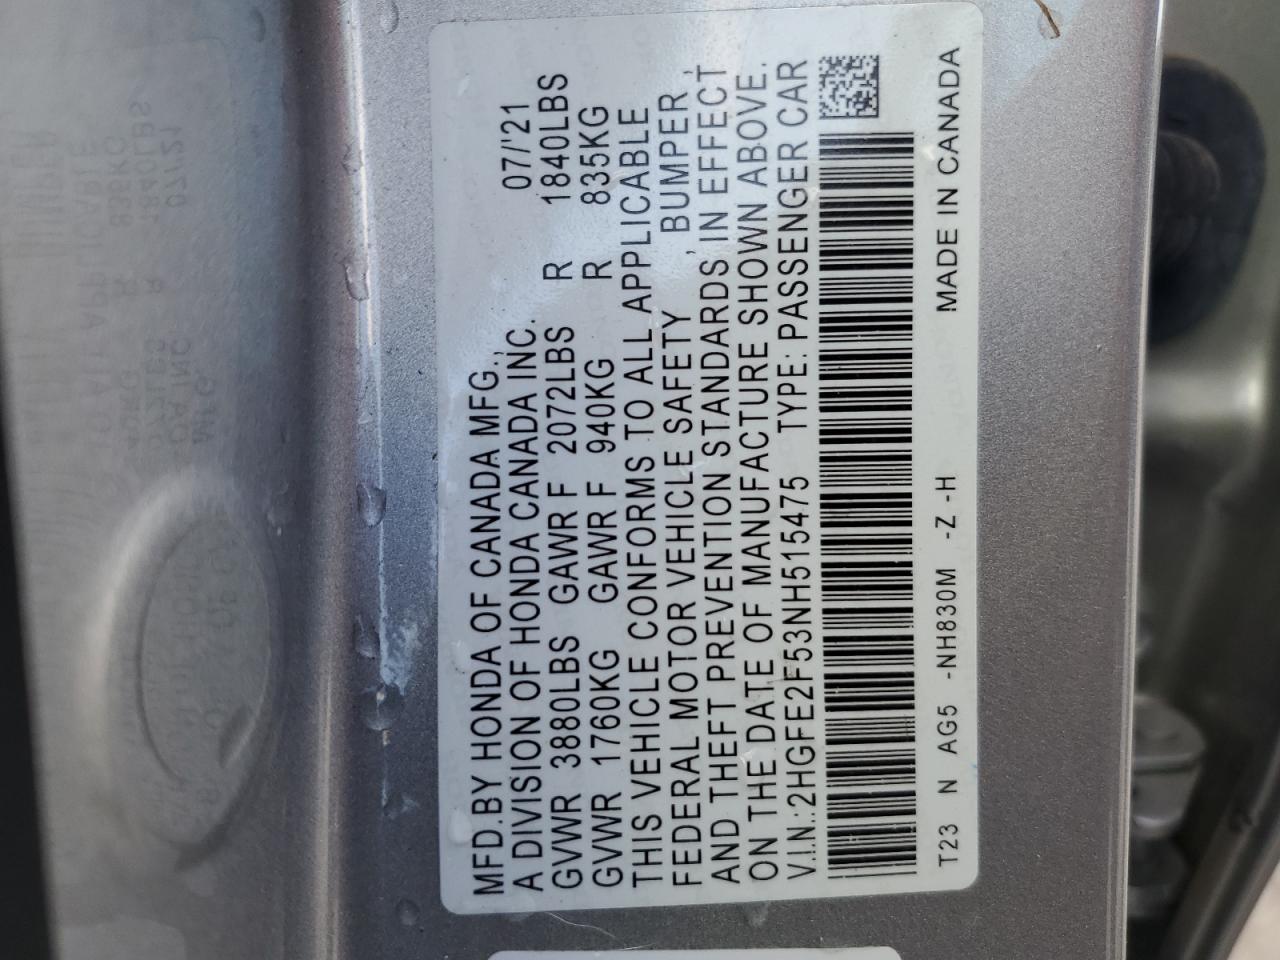 MFD.BY HONDA OF CANADA MFG.,
A DIVISION OF HONDA CANADA INC. 07/'21
GVWR 3880LBS GAWR F 2072LBS R 1840LBS
GVWR 1760KG GAWR F 940KG R 835KG
THIS VEHICLE CONFORMS TO ALL APPLICABLE
FEDERAL MOTOR VEHICLE SAFETY, BUMPER,
AND THEFT PREVENTION STANDARDS IN EFFECT
ON THE DATE OF MANUFACTURE SHOWN ABOVE.
V.I.N.:2HGFE2F53NH515475 TYPE: PASSENGER CAR
T23 N AG5 -NH830M -Z -H MADE IN CANADA